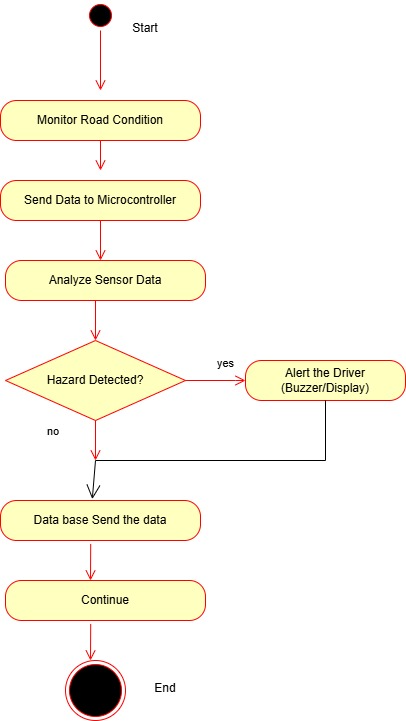 Start
Monitor Road Condition
Send Data to Microcontroller
Analyze Sensor Data
Hazard Detected?
yes
Alert the Driver
(Buzzer/Display)
no
Data base Send the data
Continue
End